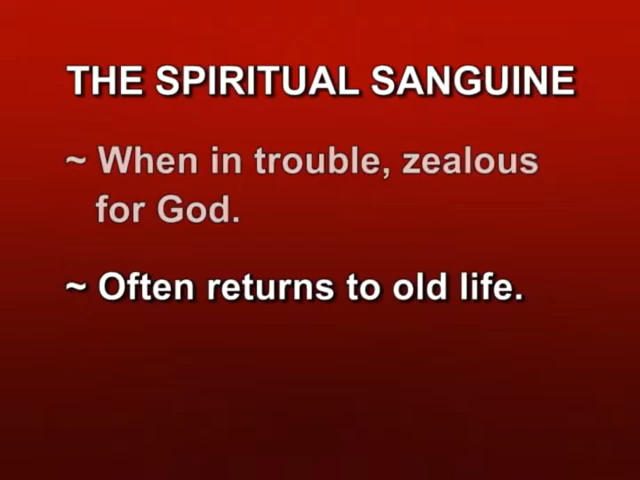 THE SPIRITUAL SANGUINE
~ When in trouble, zealous
for God.
~ Often returns to old life.